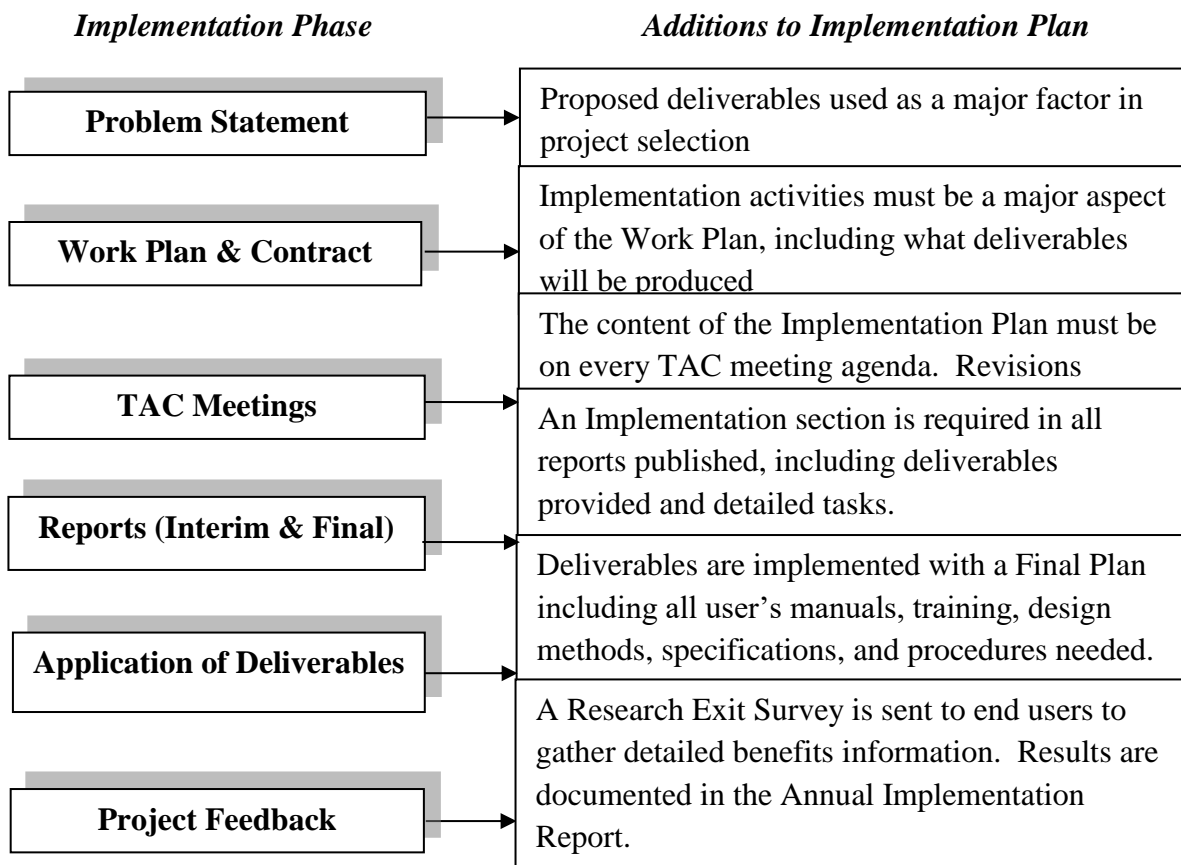 Implementation Phase
Additions to Implementation Plan
Problem Statement
Proposed deliverables used as a major factor in
project selection
Work Plan & Contract
Implementation activities must be a major aspect
of the Work Plan, including what deliverables
will be produced
TAC Meetings
The content of the Implementation Plan must be
on every TAC meeting agenda.  Revisions
Reports (Interim & Final)
An Implementation section is required in all
reports published, including deliverables
provided and detailed tasks.
Application of Deliverables
Deliverables are implemented with a Final Plan
including all user’s manuals, training, design
methods, specifications, and procedures needed.
Project Feedback
A Research Exit Survey is sent to end users to
gather detailed benefits information.  Results are
documented in the Annual Implementation
Report.